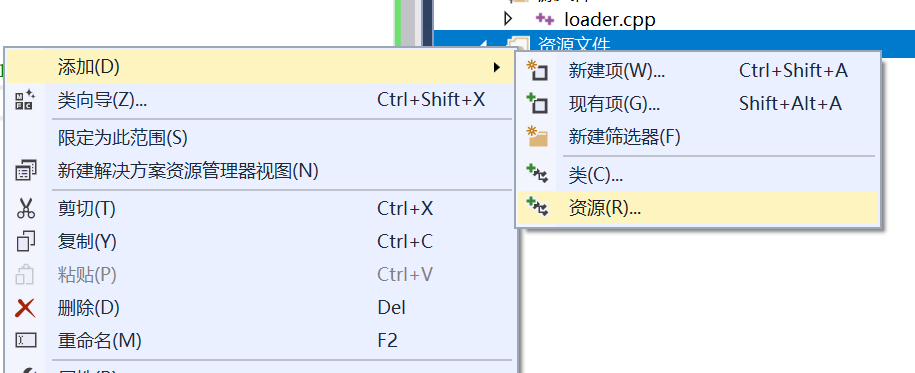 loader.cpp
资源文件
添加(D)
类向导(Z)... Ctrl+Shift+X
限定为此范围(S)
新建解决方案资源管理器视图(N)
剪切(T) Ctrl+X
复制(Y) Ctrl+C
粘贴(P) Ctrl+V
删除(D) Del
重命名(M) F2
新建项(W)... Ctrl+Shift+A
现有项(G)... Shift+Alt+A
新建筛选器(F)
类(C)...
资源(R)...